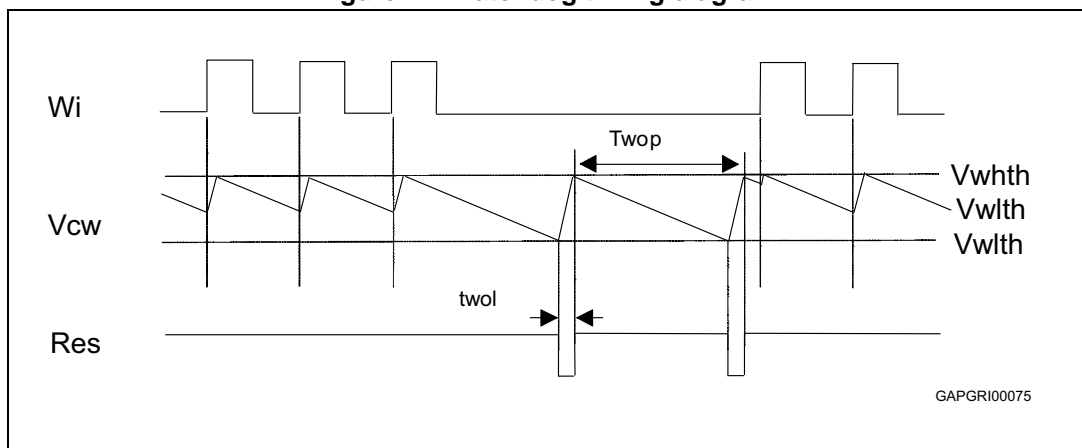 Wi
Twop
Vwhth
Vwlth
Vcw
Vwlth
twol
Res
GAPGRI00075